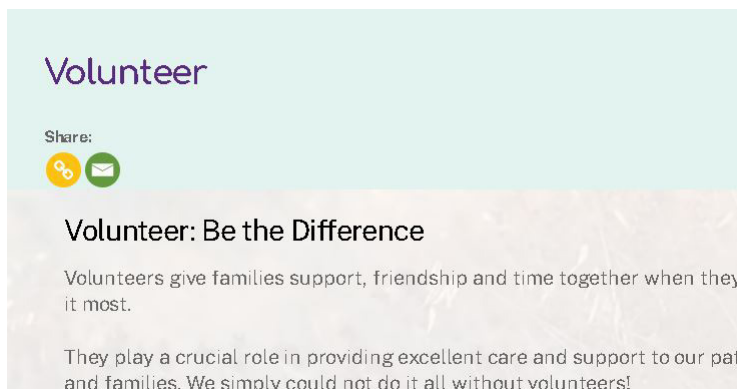 Volunteer
Share:
Volunteer: Be the Difference
Volunteers give families support, friendship and time together when they
it most.
They play a crucial role in providing excellent care and support to our
and families. We simply could not do it all without volunteers!